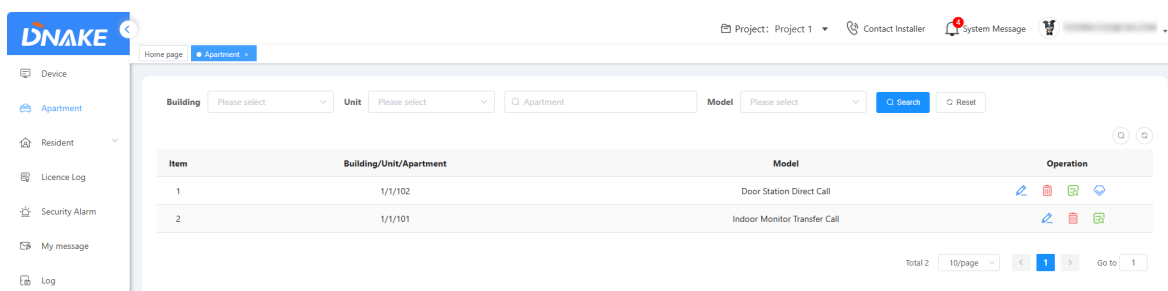 DNAKE
Project: Project 1
Contact Installer
4
System Message
Home page
Apartment ×
Device
Apartment
Resident
Licence Log
Security Alarm
My message
Log
Building Please select Unit Please select Apartment Model Please select Search Reset
Item Building/Unit/Apartment Model Operation
1 1/1/102 Door Station Direct Call
2 1/1/101 Indoor Monitor Transfer Call
Total 2 10/page < 1 > Go to 1